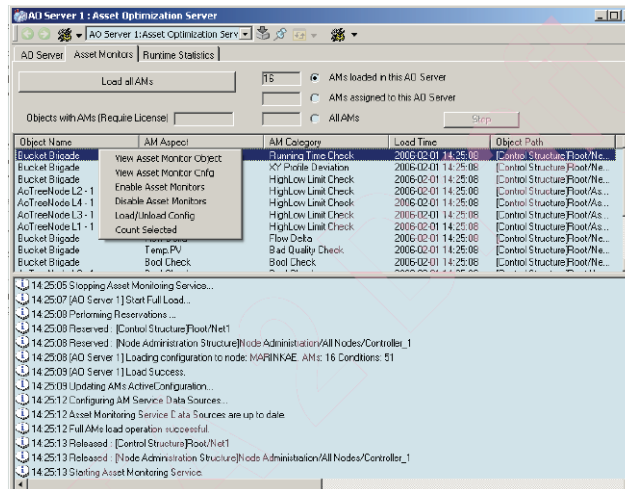 AO Server 1 : Asset Optimization Server
AO Server 1:Asset Optimization Serv
AO Server Asset Monitors Runtime Statistics
Load all AMs
16 AMs loaded in this AO Server
AMs assigned to this AO Server
Objects with AMs (Require License) All AMs Stop
Object Name AM Aspect AM Category Load Time Object Path
Bucket Brigade Running Time Check 2006-02-01 14:25:08 [Control Structure]Root/Ne...
Bucket Brigade XY Profile Deviation 2006-02-01 14:25:08 [Control Structure]Root/Ne...
Bucket Brigade HighLow Limit Check 2006-02-01 14:25:08 [Control Structure]Root/Ne...
AoTreeNode L2 - 1 HighLow Limit Check 2006-02-01 14:25:08 [Control Structure]Root/As...
AoTreeNode L4 - 1 HighLow Limit Check 2006-02-01 14:25:08 [Control Structure]Root/As...
AoTreeNode L3 - 1 HighLow Limit Check 2006-02-01 14:25:08 [Control Structure]Root/As...
AoTreeNode L1 - 1 HighLow Limit Check 2006-02-01 14:25:08 [Control Structure]Root/As...
Bucket Brigade Flow Delta 2006-02-01 14:25:08 [Control Structure]Root/Ne...
Bucket Brigade Temp.PV Bad Quality Check 2006-02-01 14:25:08 [Control Structure]Root/Ne...
Bucket Brigade Bool Check Bool Check 2006-02-01 14:25:08 [Control Structure]Root/Ne...
View Asset Monitor Object
View Asset Monitor Cnfg
Enable Asset Monitors
Disable Asset Monitors
Load/Unload Config
Count Selected
14:25:05 Stopping Asset Monitoring Service...
14:25:07 [AO Server 1] Start Full Load...
14:25:08 Performing Reservations ...
14:25:08 Reserved : [Control Structure]Root/Net1
14:25:08 Reserved : [Node Administration Structure]Node Administration/All Nodes/Controller_1
14:25:08 [AO Server 1] Loading configuration to node: MARINKAE. AMs: 16 Conditions: 51
14:25:09 [AO Server 1] Load Success.
14:25:09 Updating AMs ActiveConfiguration...
14:25:12 Configuring AM Service Data Sources...
14:25:12 Asset Monitoring Service Data Sources are up to date
14:25:12 Full AMs load operation successful.
14:25:13 Released : [Control Structure]Root/Net1
14:25:13 Released : [Node Administration Structure]Node Administration/All Nodes/Controller_1
14:25:13 Starting Asset Monitoring Service.